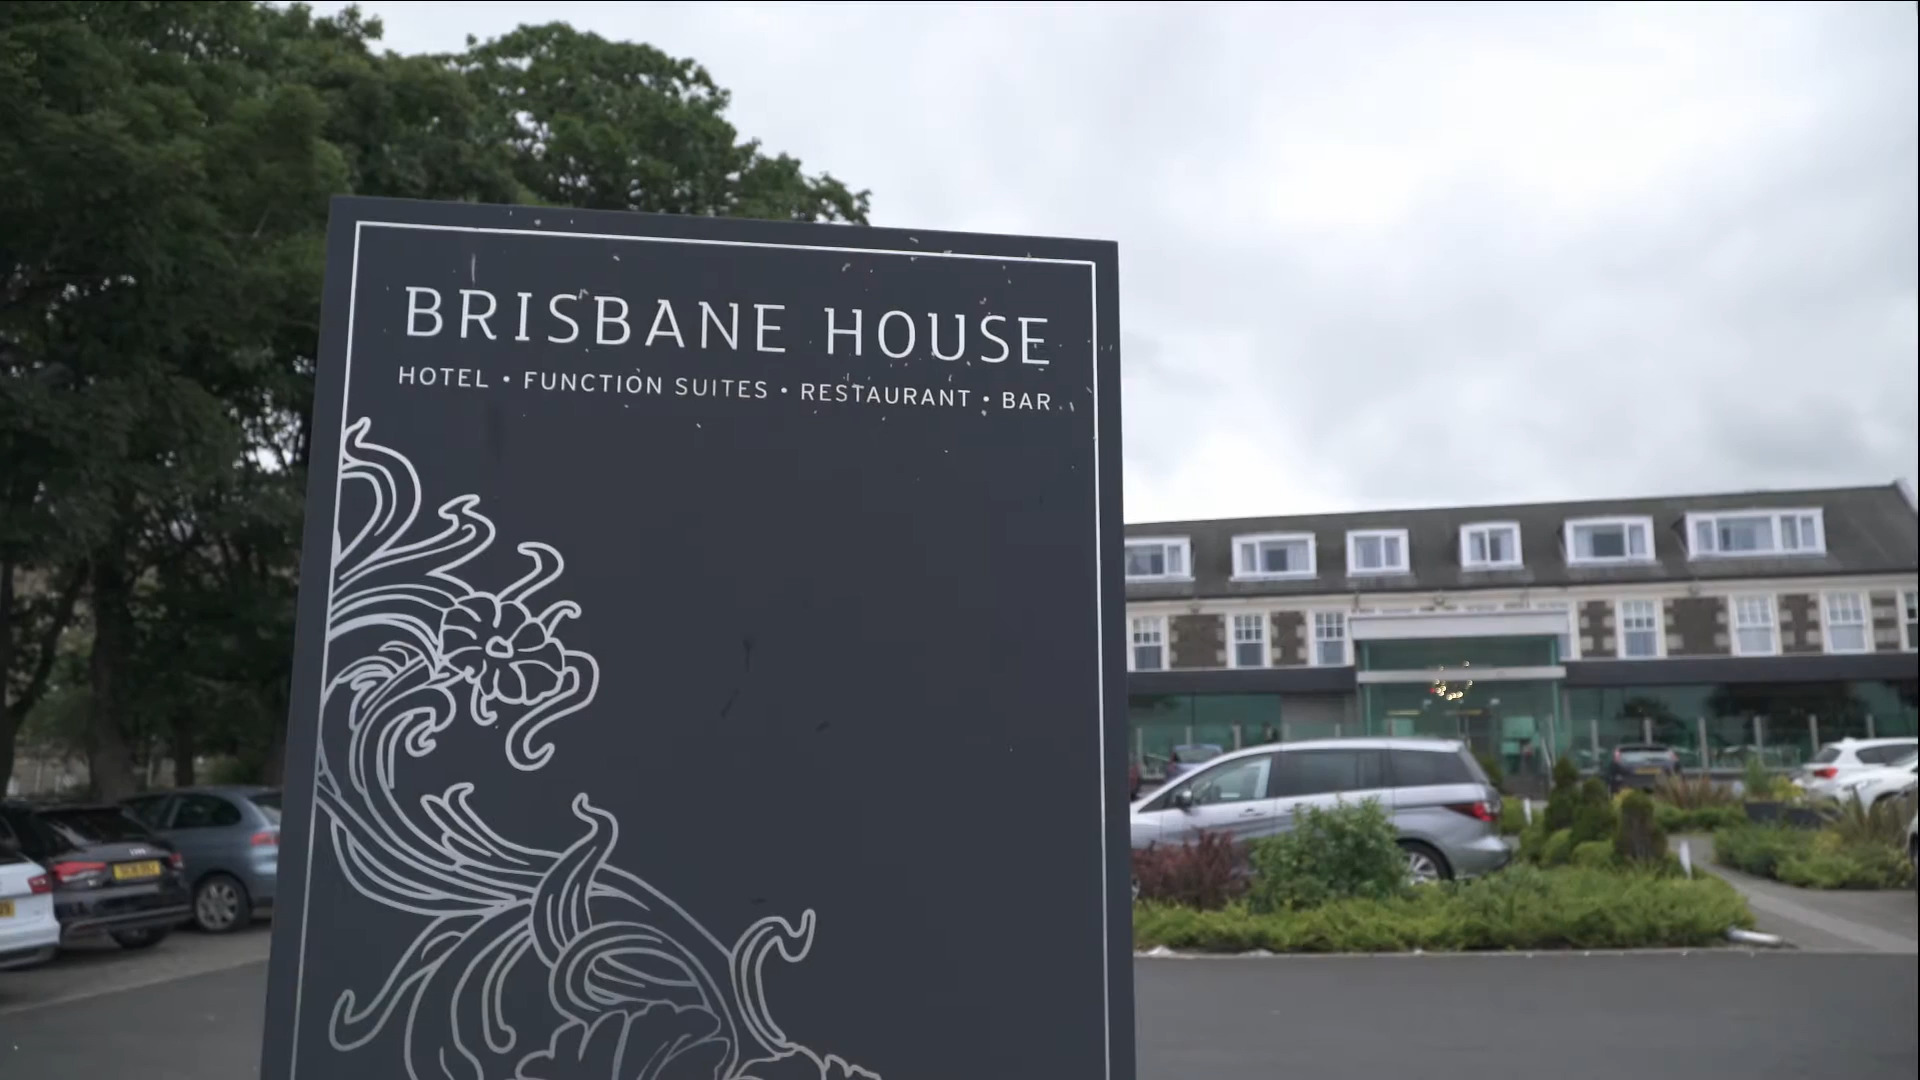 BRISBANE HOUSE
HOTEL • FUNCTION SUITES • RESTAURANT • BAR